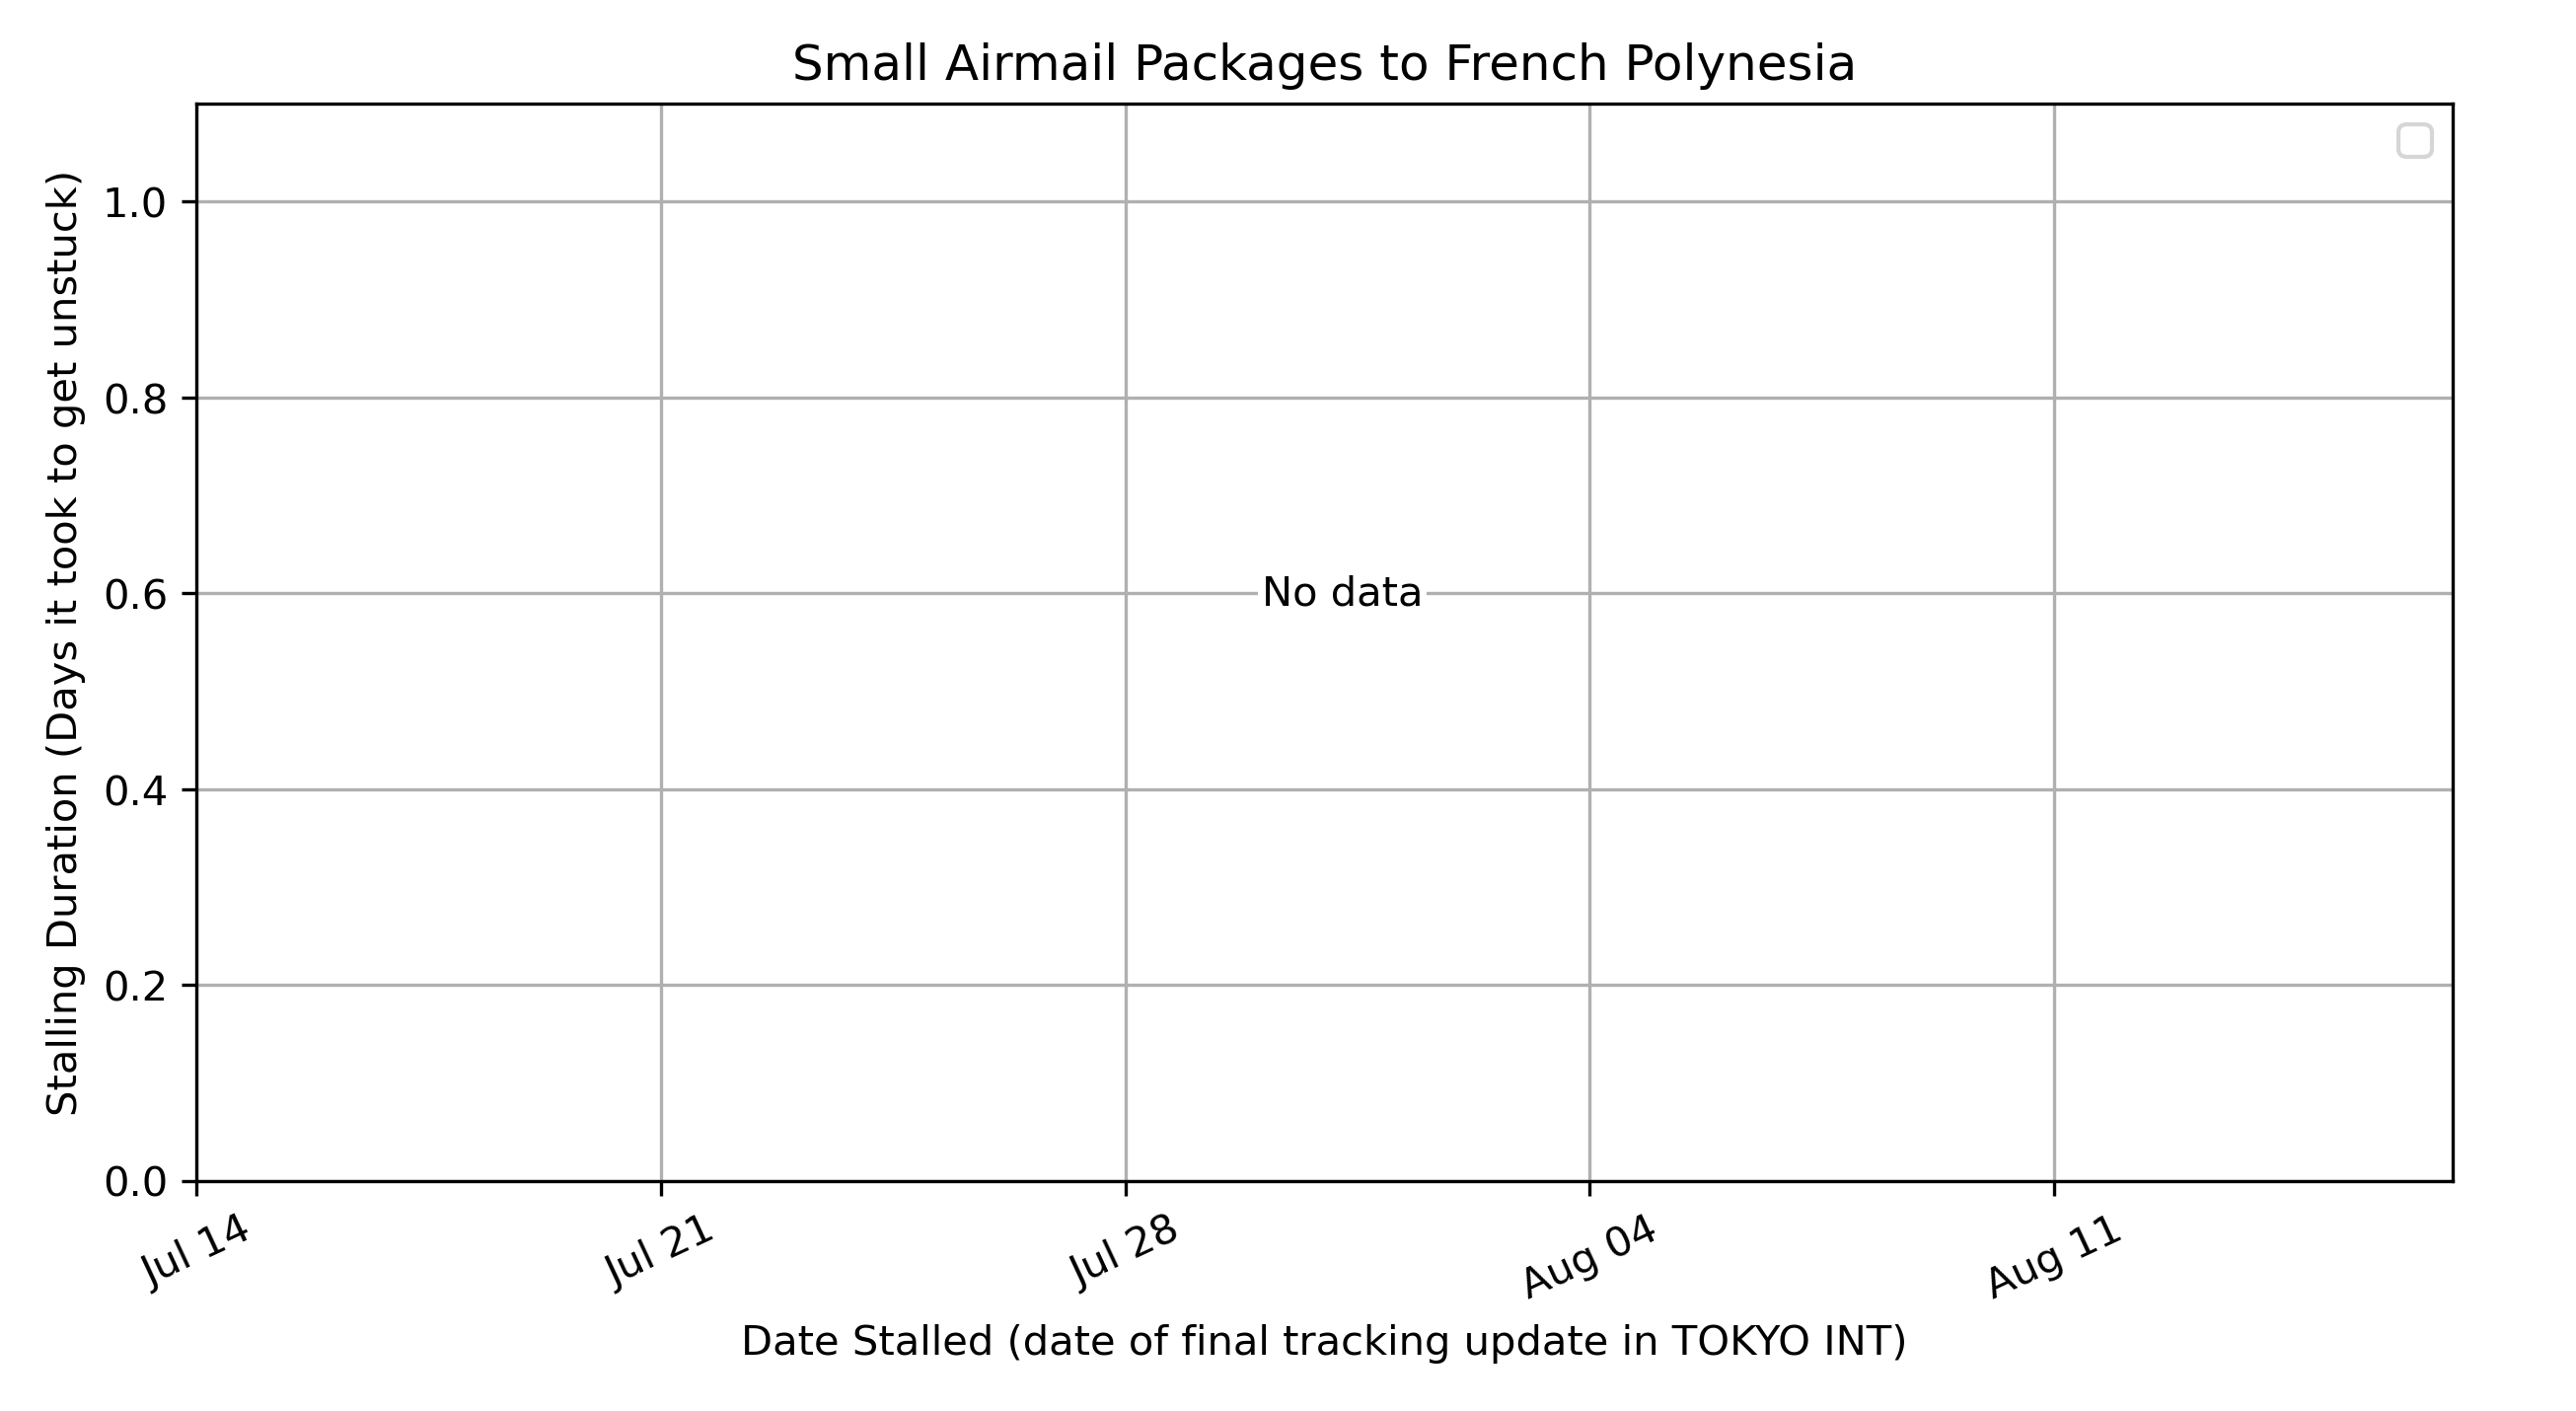 Small Airmail Packages to French Polynesia
Stalling Duration (Days it took to get unstuck)
1.0
0.8
0.6
0.4
0.2
0.0
No data
Jul 14
Jul 21
Jul 28
Aug 04
Aug 11
Date Stalled (date of final tracking update in TOKYO INT)